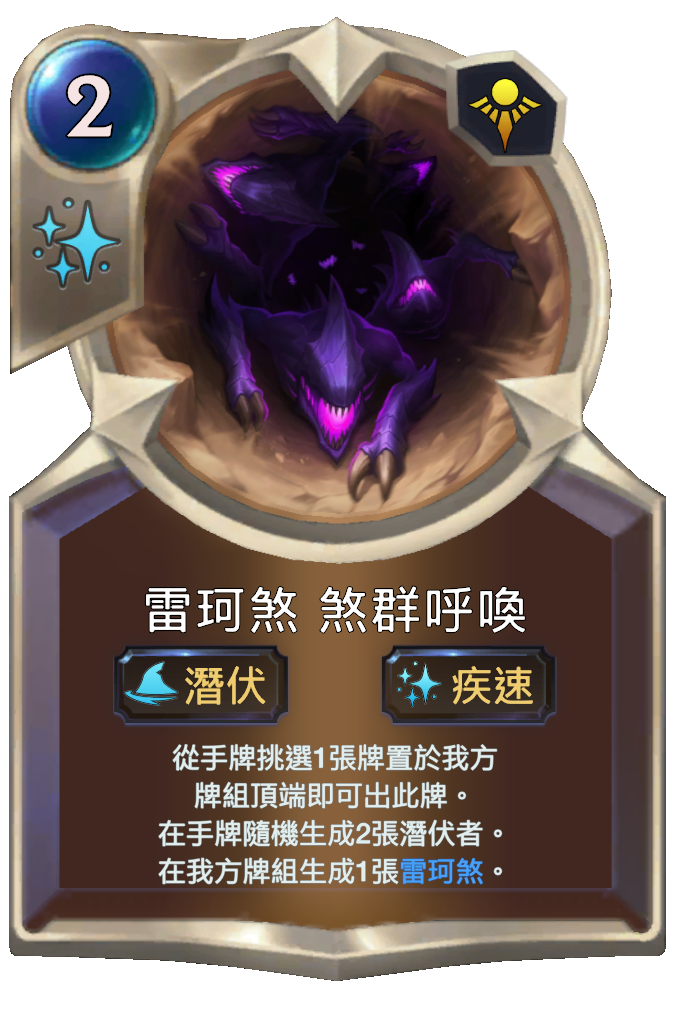 2
雷珂煞 煞群呼喚
潛伏 疾速
從手牌挑選1張牌置於我方
牌組頂端即可出此牌。
在手牌隨機生成2張潛伏者。
在我方牌組生成1張雷珂煞。